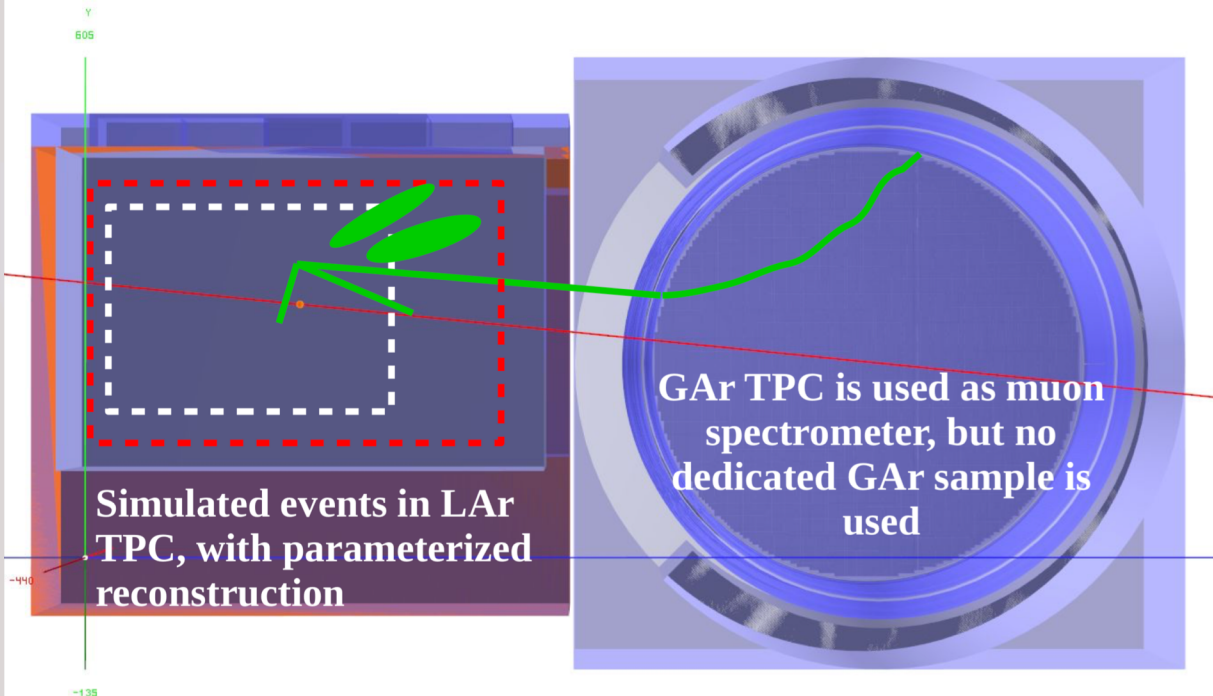 Y
605
GAr TPC is used as muon
spectrometer, but no
dedicated GAr sample is
used
Simulated events in LAr
TPC, with parameterized
reconstruction
-440
-135